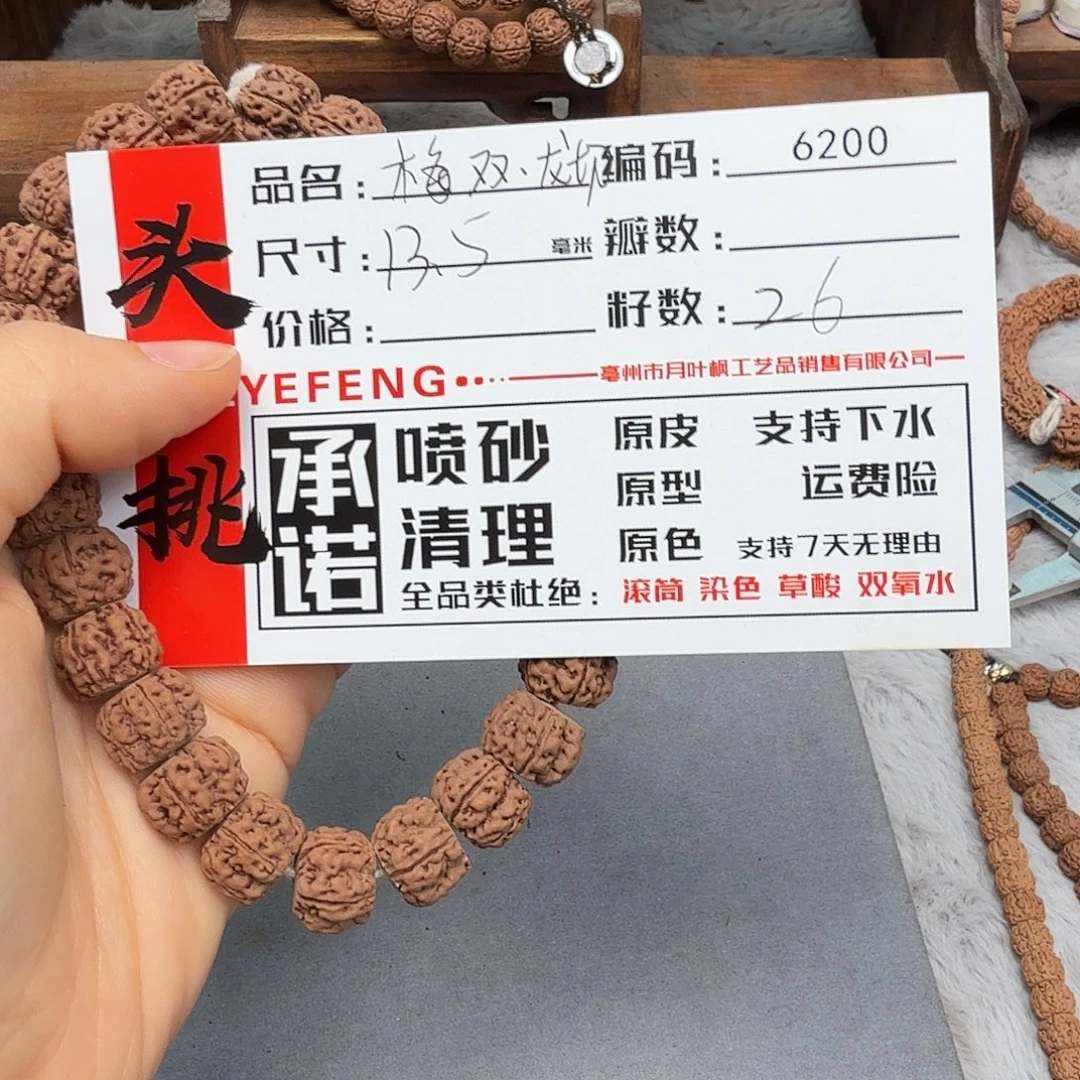 头挑
品名：梅双·龙纹 编码：6200
尺寸：13.5 毫米 瓣数：
价格： 籽数：26
YEFENG 亳州市月叶枫工艺品销售有限公司
承诺
喷砂 原皮 支持下水
清理 原型 运费险
原色 支持7天无理由
全品类杜绝：滚筒 染色 草酸 双氧水